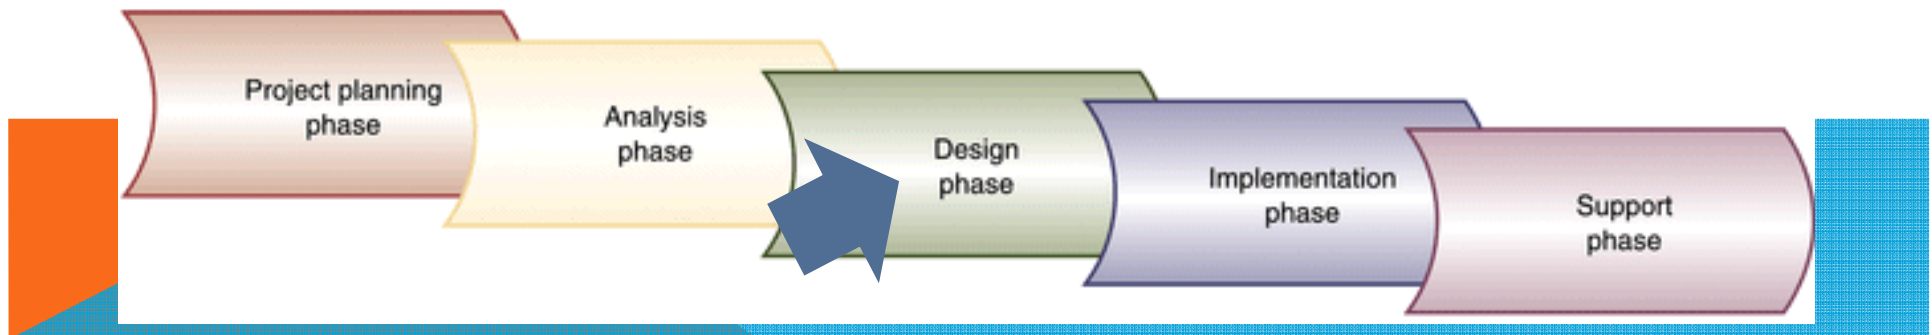 Project planning
phase
Analysis
phase
Design
phase
Implementation
phase
Support
phase